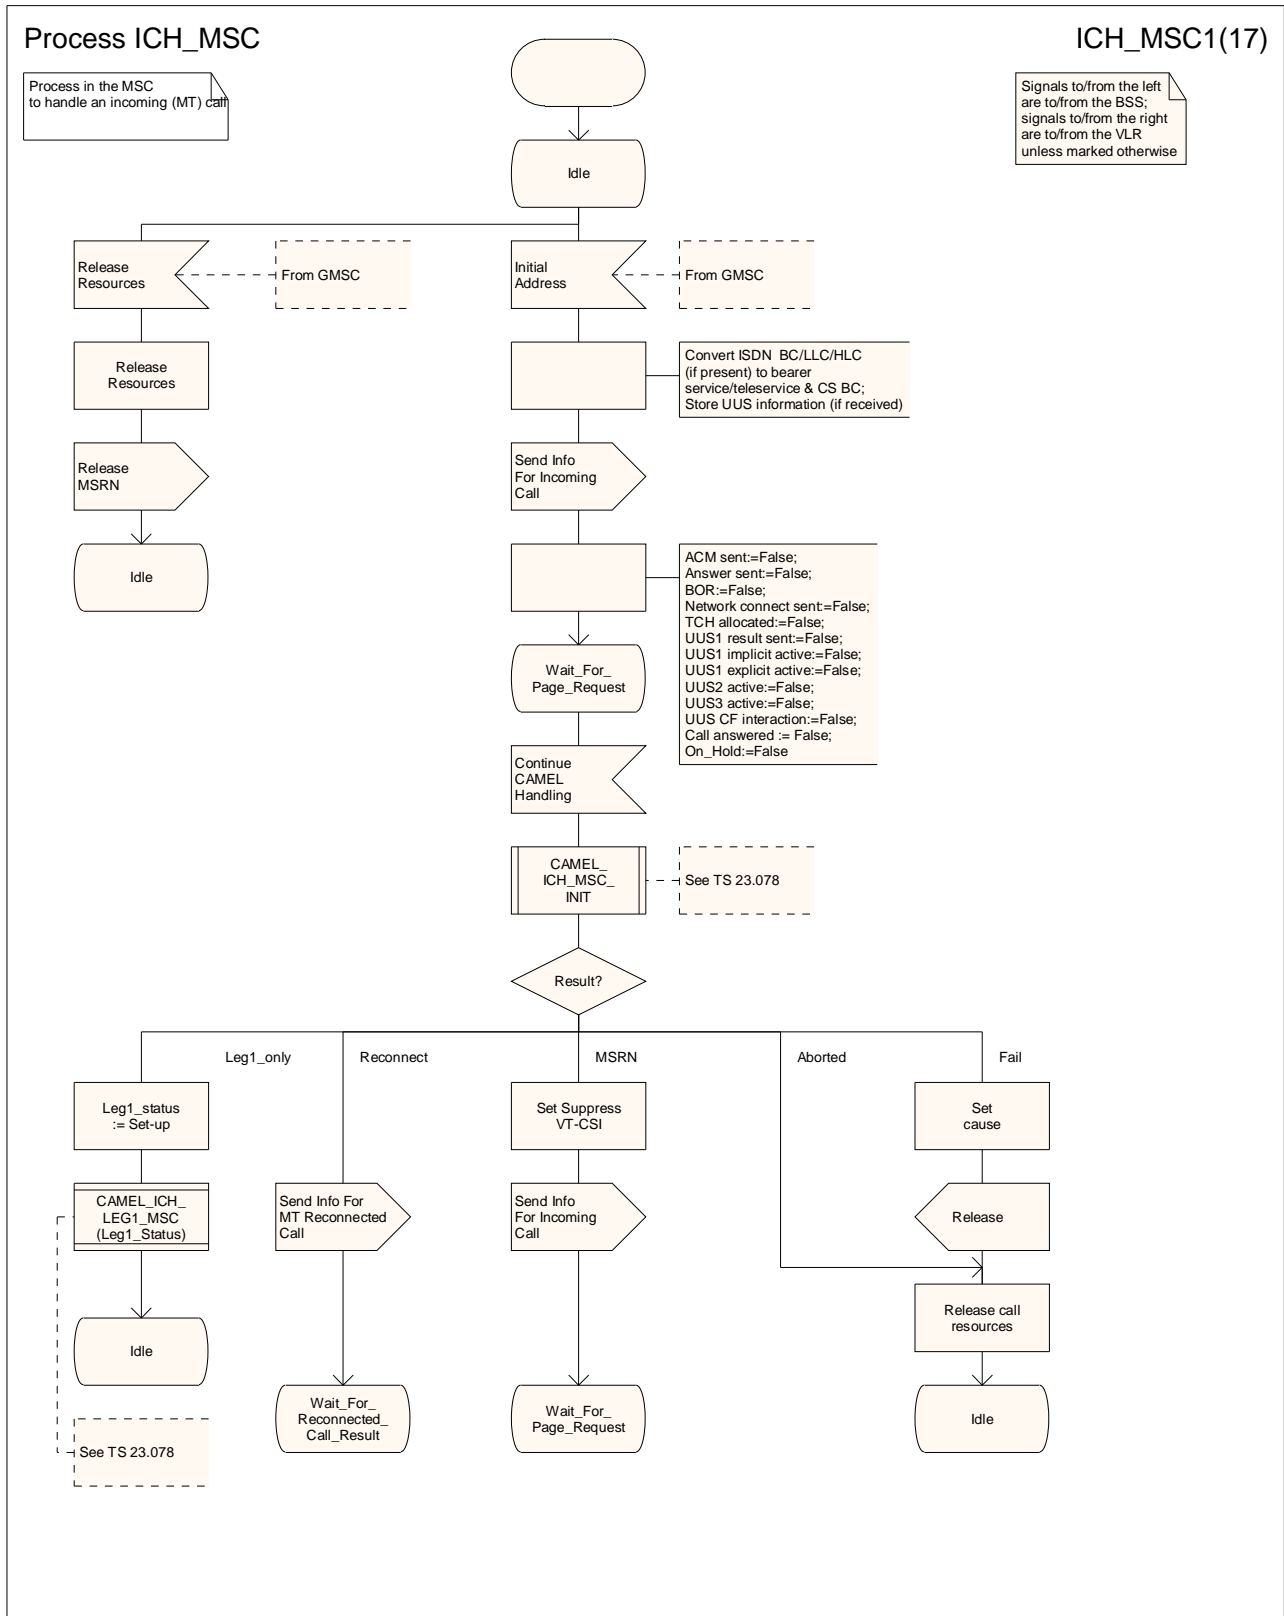 Process ICH_MSC
ICH_MSC1(17)
Process in the MSC
to handle an incoming (MT) call
Signals to/from the left
are to/from the BSS;
signals to/from the right
are to/from the VLR
unless marked otherwise
Idle
Release
Resources
From GMSC
Initial
Address
From GMSC
Release
Resources
Convert ISDN BC/LLC/HLC
(if present) to bearer
service/teleservice & CS BC;
Store UUS information (if received)
Release
MSRN
Send Info
For Incoming
Call
Idle
ACM sent:=False;
Answer sent:=False;
BOR:=False;
Network connect sent:=False;
TCH allocated:=False;
UUS1 result sent:=False;
UUS1 implicit active:=False;
UUS1 explicit active:=False;
UUS2 active:=False;
UUS3 active:=False;
UUS CF interaction:=False;
Call answered := False;
On_Hold:=False
Wait_For_
Page_Request
Continue
CAMEL
Handling
CAMEL_
ICH_MSC_
INIT
See TS 23.078
Result?
Leg1_only
Reconnect
MSRN
Aborted
Fail
Leg1_status
:= Set-up
Set Suppress
VT-CSI
Set
cause
CAMEL_ICH_
LEG1_MSC
(Leg1_Status)
Send Info For
MT Reconnected
Call
Send Info
For Incoming
Call
Release
Release call
resources
Idle
Wait_For_
Reconnected_
Call_Result
Wait_For_
Page_Request
Idle
See TS 23.078